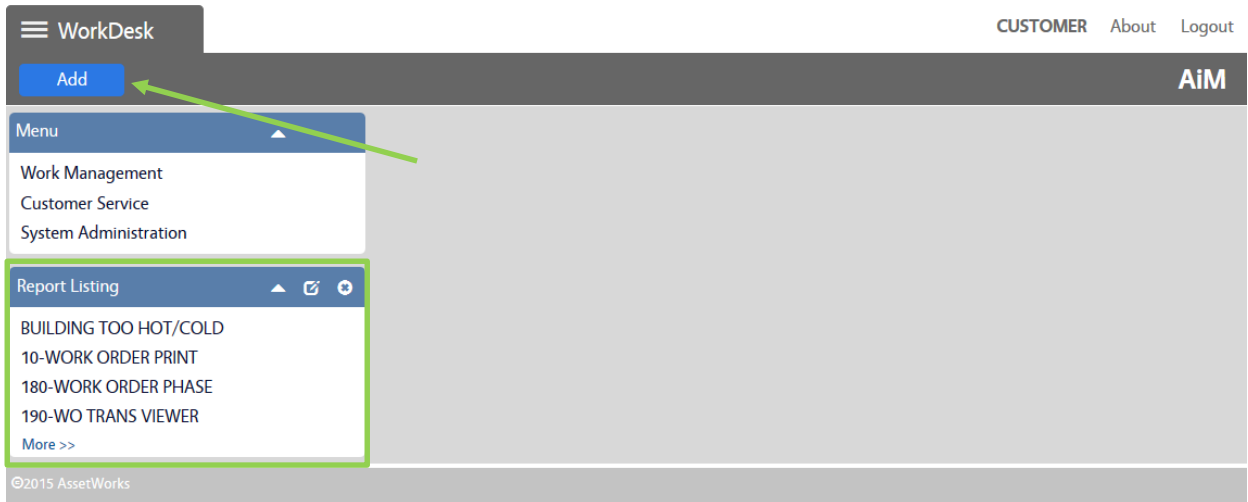 WorkDesk
CUSTOMER About Logout
Add
AiM
Menu
Work Management
Customer Service
System Administration
Report Listing
BUILDING TOO HOT/COLD
10-WORK ORDER PRINT
180-WORK ORDER PHASE
190-WO TRANS VIEWER
More >>
©2015 AssetWorks